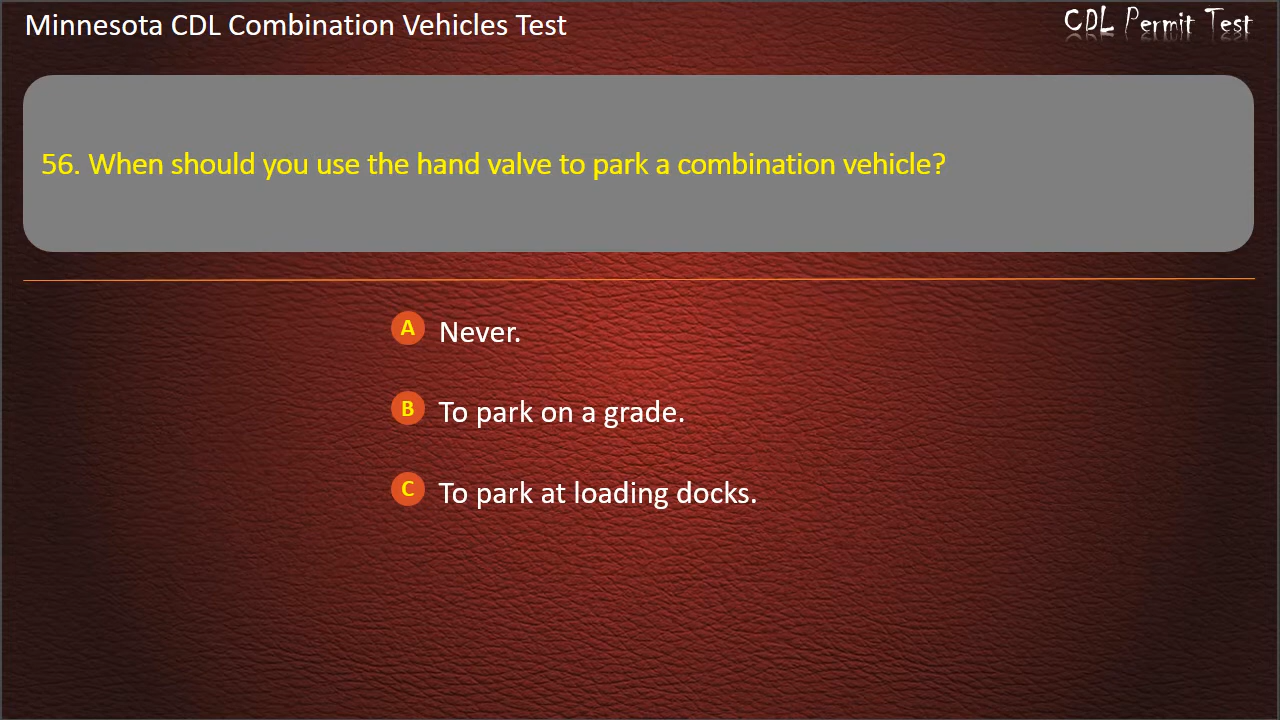 Minnesota CDL Combination Vehicles Test
CDL Permit Test
56. When should you use the hand valve to park a combination vehicle?
A Never.
B To park on a grade.
C To park at loading docks.